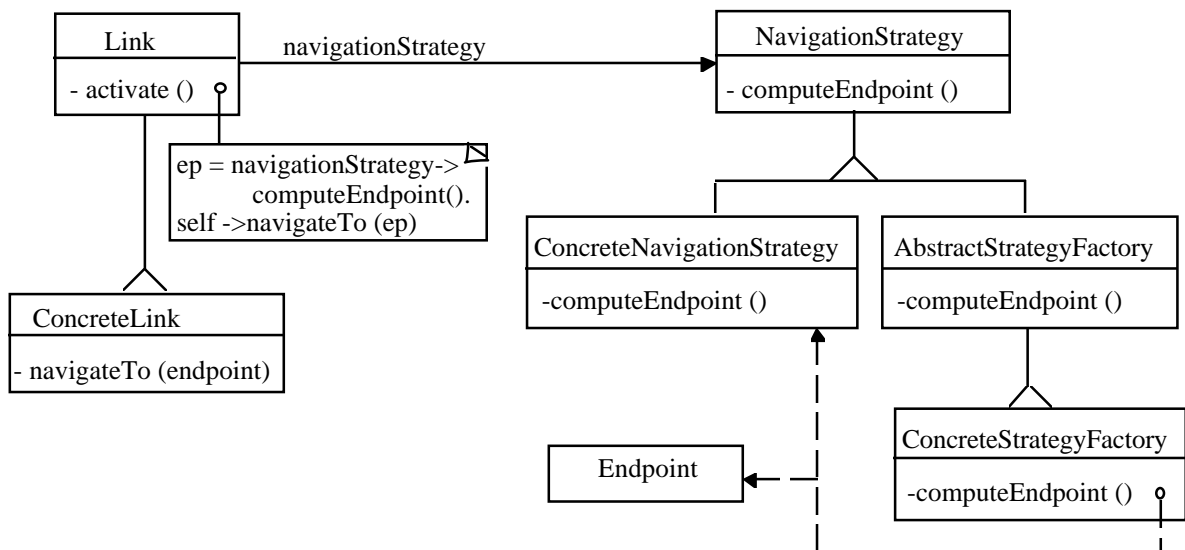 Link
- activate ()
navigationStrategy
NavigationStrategy
- computeEndpoint ()
ep = navigationStrategy->
computeEndpoint().
self ->navigateTo (ep)
ConcreteLink
- navigateTo (endpoint)
ConcreteNavigationStrategy
-computeEndpoint ()
AbstractStrategyFactory
-computeEndpoint ()
Endpoint
ConcreteStrategyFactory
-computeEndpoint ()